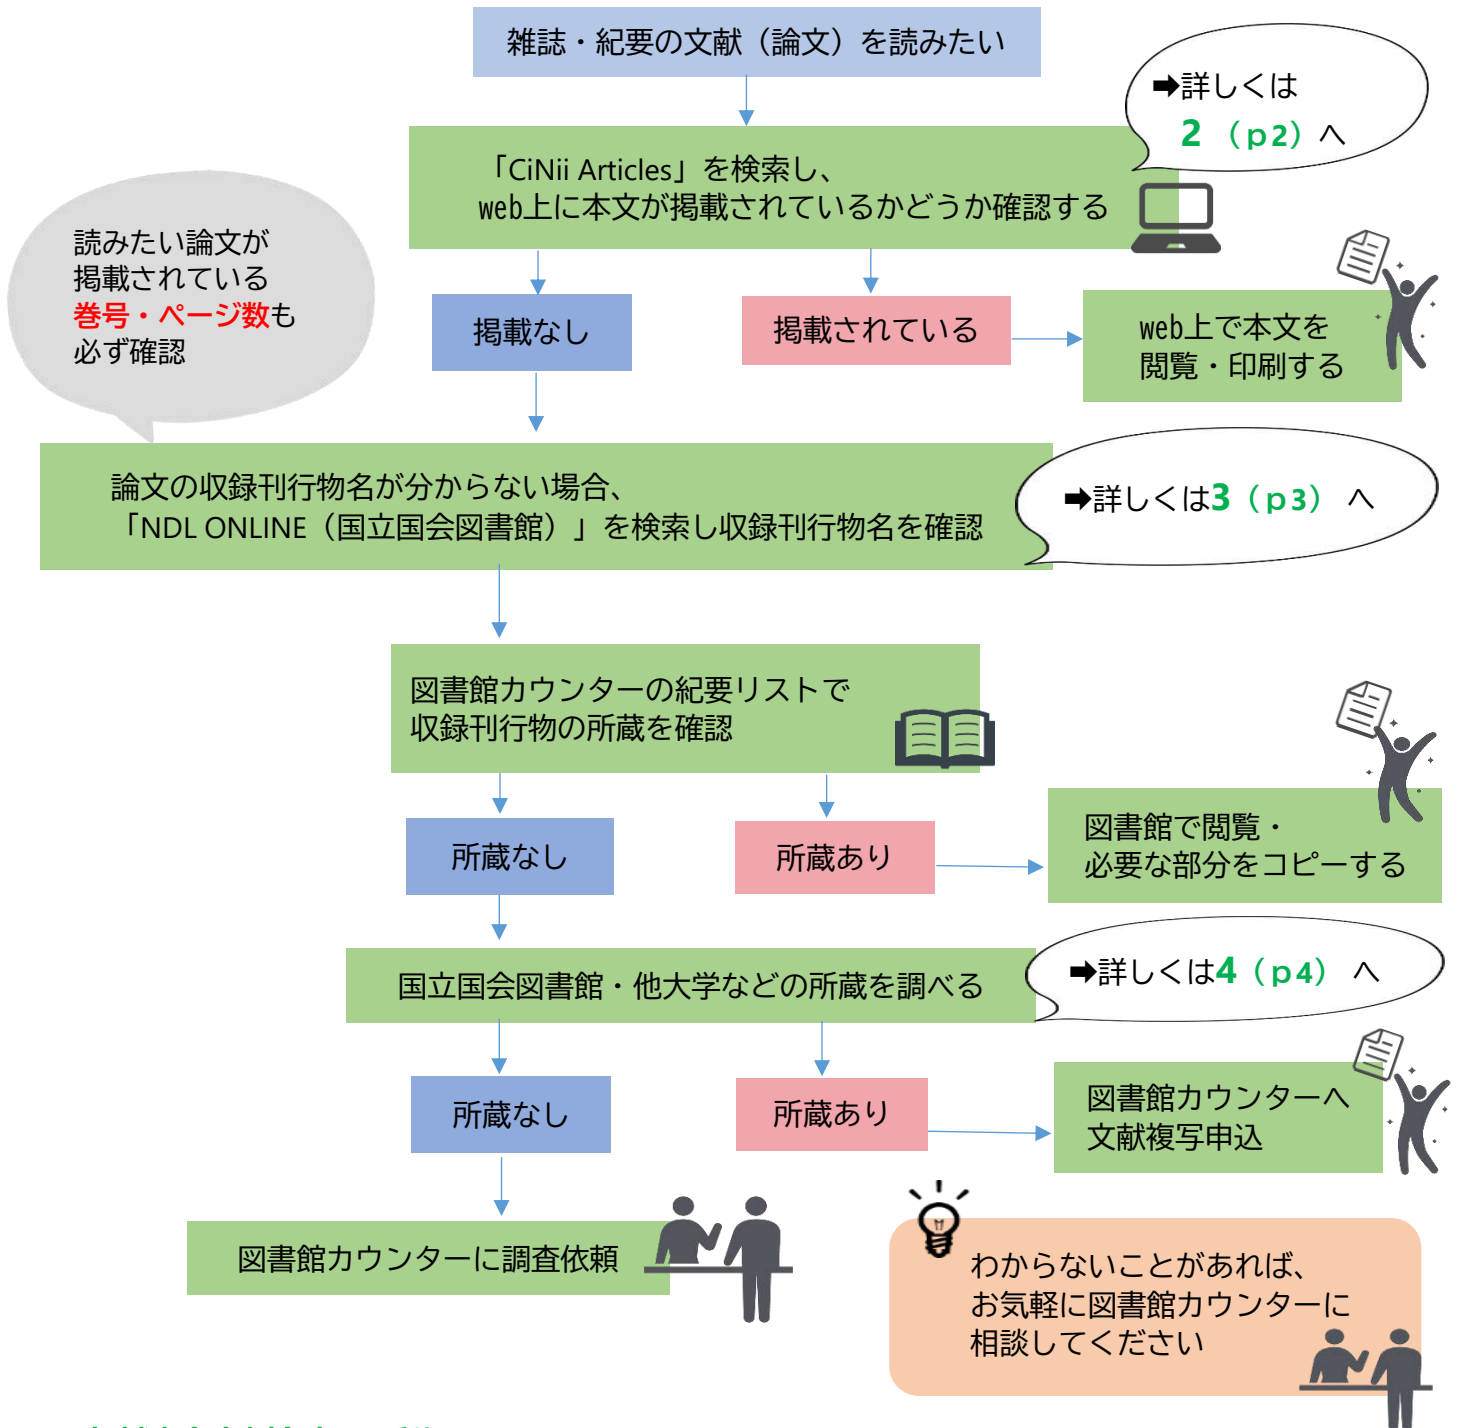 雑誌・紀要の文献（論文）を読みたい
➡詳しくは
2 （ｐ2）へ
「CiNii Articles」を検索し、
web上に本文が掲載されているかどうか確認する
読みたい論文が
掲載されている
巻号・ページ数も
必ず確認
掲載なし
掲載されている
web上で本文を
閲覧・印刷する
論文の収録刊行物名が分からない場合、
「NDL ONLINE（国立国会図書館）」を検索し収録刊行物名を確認
➡詳しくは3（ｐ3） へ
図書館カウンターの紀要リストで
収録刊行物の所蔵を確認
所蔵なし
所蔵あり
図書館で閲覧・
必要な部分をコピーする
国立国会図書館・他大学などの所蔵を調べる
➡詳しくは4（ｐ4） へ
所蔵なし
所蔵あり
図書館カウンターへ
文献複写申込
図書館カウンターに調査依頼
わからないことがあれば、
お気軽に図書館カウンターに
相談してください